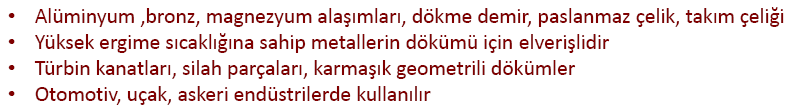 • Alüminyum ,bronz, magnezyum alaşımları, dökme demir, paslanmaz çelik, takım çeliği
• Yüksek ergime sıcaklığına sahip metallerin dökümü için elverişlidir
• Türbin kanatları, silah parçaları, karmaşık geometrili dökümler
• Otomotiv, uçak, askeri endüstrilerde kullanılır